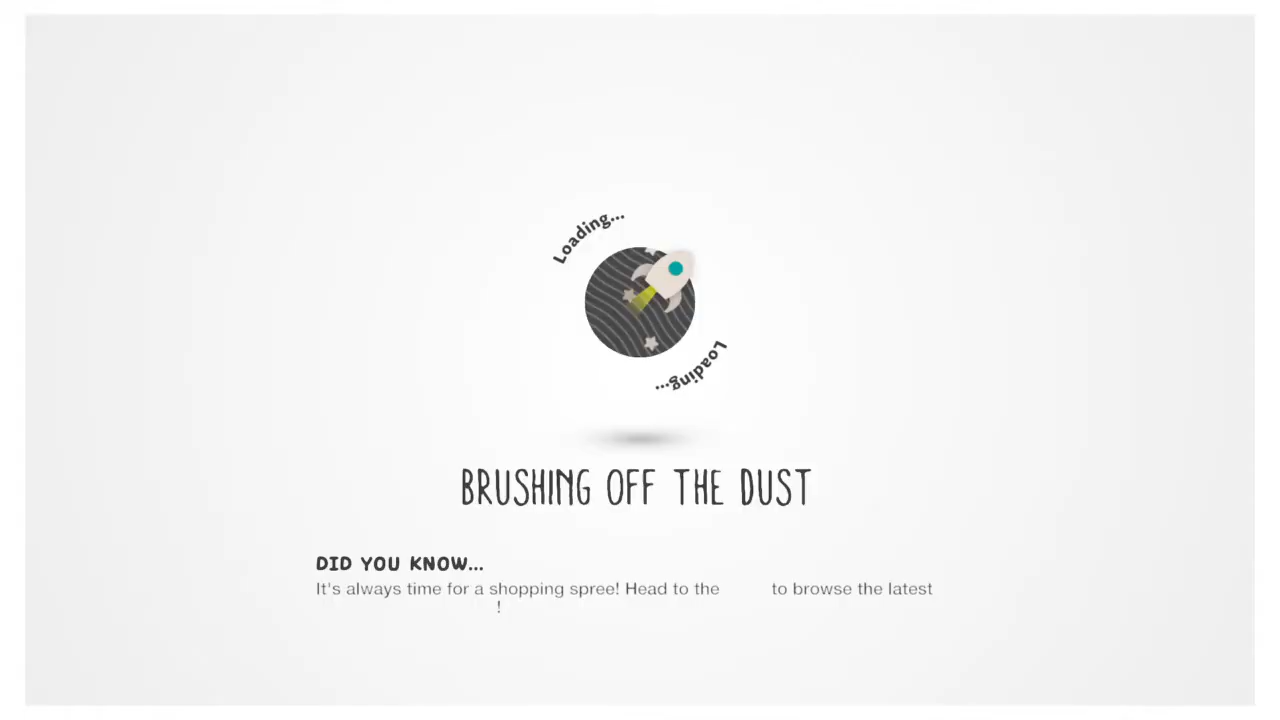 Loading...
Loading...
BRUSHING OFF THE DUST
DID YOU KNOW...
It's always time for a shopping spree! Head to the to browse the latest
!